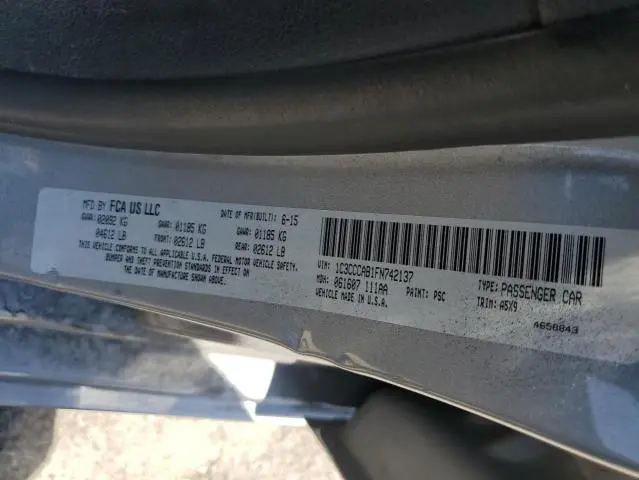 MFD BY FCA US LLC DATE OF MFR(BUILT): 6-15
GVWR: 02092 KG GAWR: 01185 KG GAWR: 01185 KG
04612 LB FRONT: 02612 LB REAR: 02612 LB
THIS VEHICLE CONFORMS TO ALL APPLICABLE U.S.A. FEDERAL MOTOR VEHICLE SAFETY,
BUMPER AND THEFT PREVENTION STANDARDS IN EFFECT ON
THE DATE OF MANUFACTURE SHOWN ABOVE.
VIN: 1C3CCCAB1FN742137 TYPE: PASSENGER CAR
MDH: 061607 111AA PAINT: PSC TRIM: A5X9
VEHICLE MADE IN U.S.A.
4658843